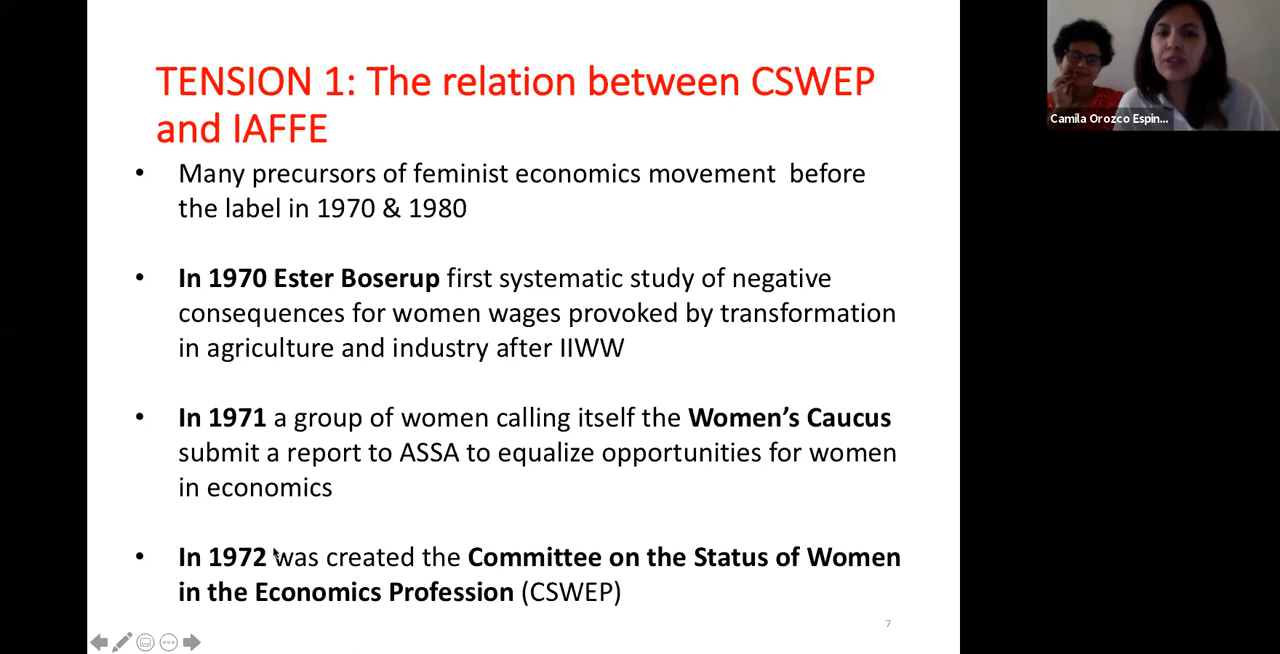 TENSION 1: The relation between CSWEP
and IAFFE
• Many precursors of feminist economics movement before
the label in 1970 & 1980
• In 1970 Ester Boserup first systematic study of negative
consequences for women wages provoked by transformation
in agriculture and industry after IIWW
• In 1971 a group of women calling itself the Women's Caucus
submit a report to ASSA to equalize opportunities for women
in economics
• In 1972 was created the Committee on the Status of Women
in the Economics Profession (CSWEP)
7
Camila Orozco Espin...